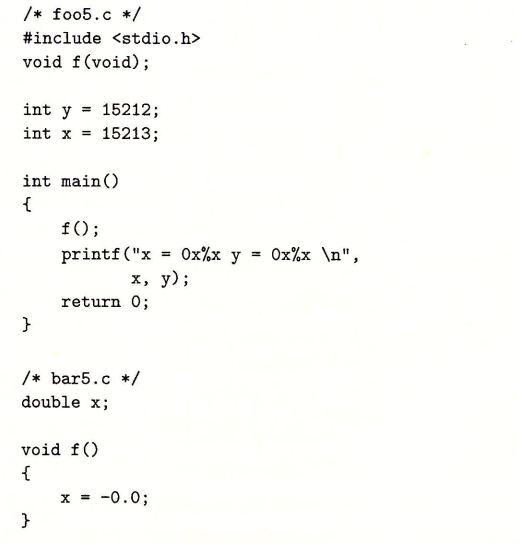 /* foo5.c */
#include <stdio.h>
void f(void);
int y = 15212;
int x = 15213;
int main()
{
f();
printf("x = 0x%x y = 0x%x \n",
x, y);
return 0;
}
/* bar5.c */
double x;
void f()
{
x = -0.0;
}